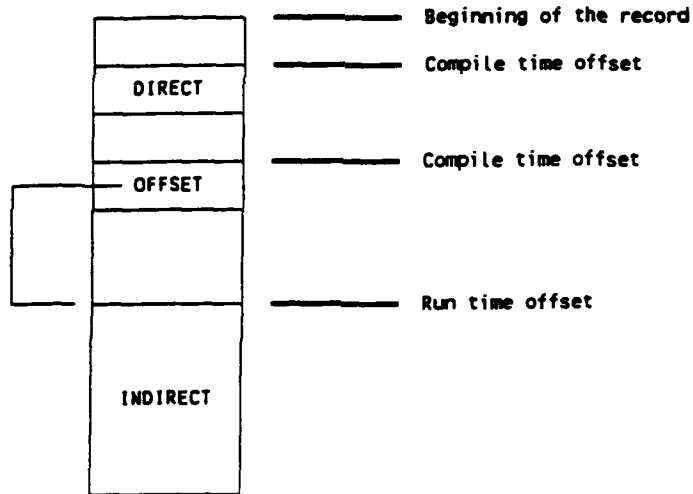 Beginning of the record
Compile time offset
DIRECT
Compile time offset
OFFSET
Run time offset
INDIRECT